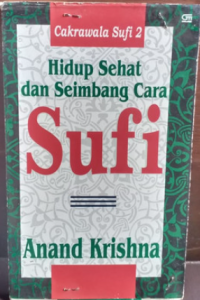 Cakrawala Sufi 2
Hidup Sehat
dan Seimbang Cara
Sufi
Anand Krishna